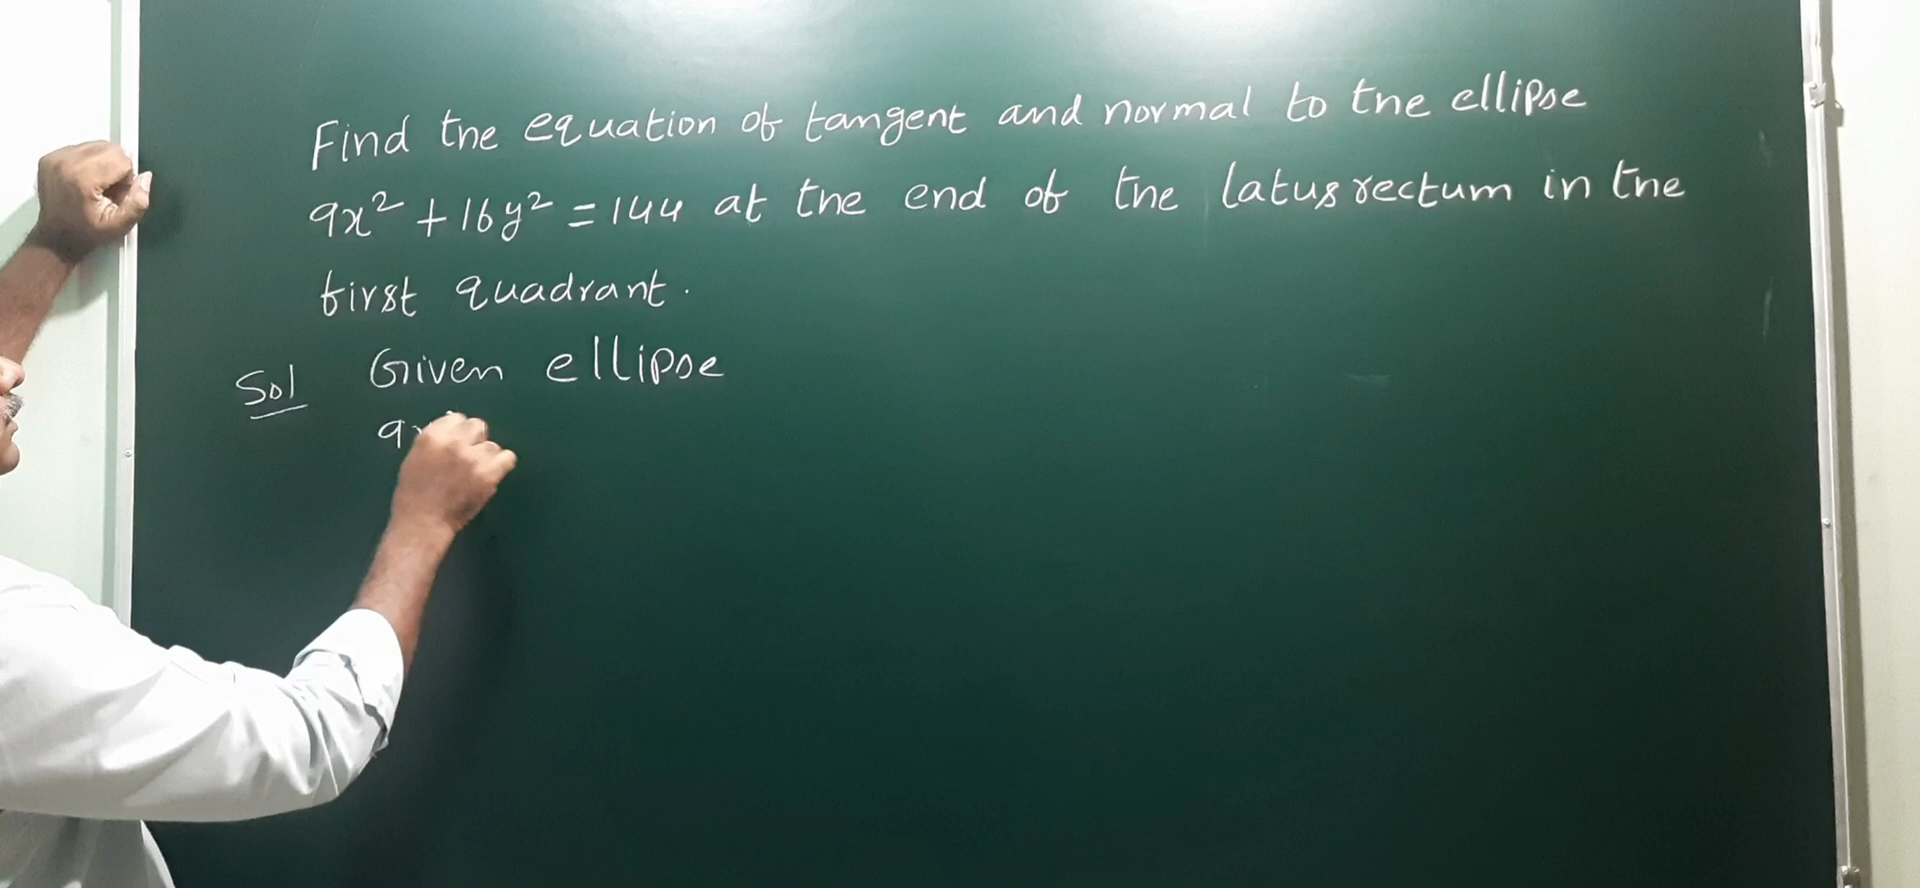 Find the equation of tangent and normal to the ellipse
9x² + 16y² = 144 at the end of the latus rectum in the
first quadrant.
Sol Given ellipse
9x